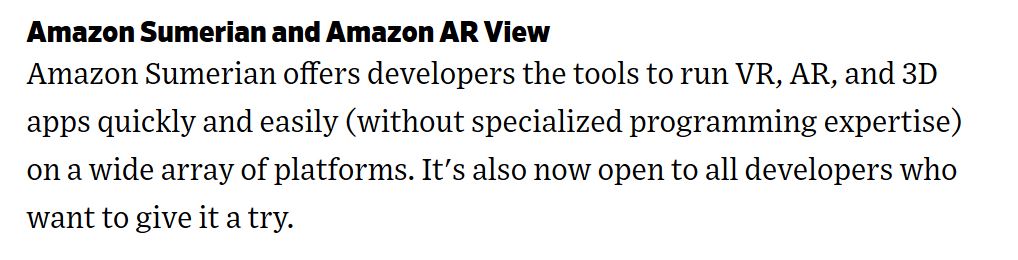 Amazon Sumerian and Amazon AR View
Amazon Sumerian offers developers the tools to run VR, AR, and 3D
apps quickly and easily (without specialized programming expertise)
on a wide array of platforms. It's also now open to all developers who
want to give it a try.